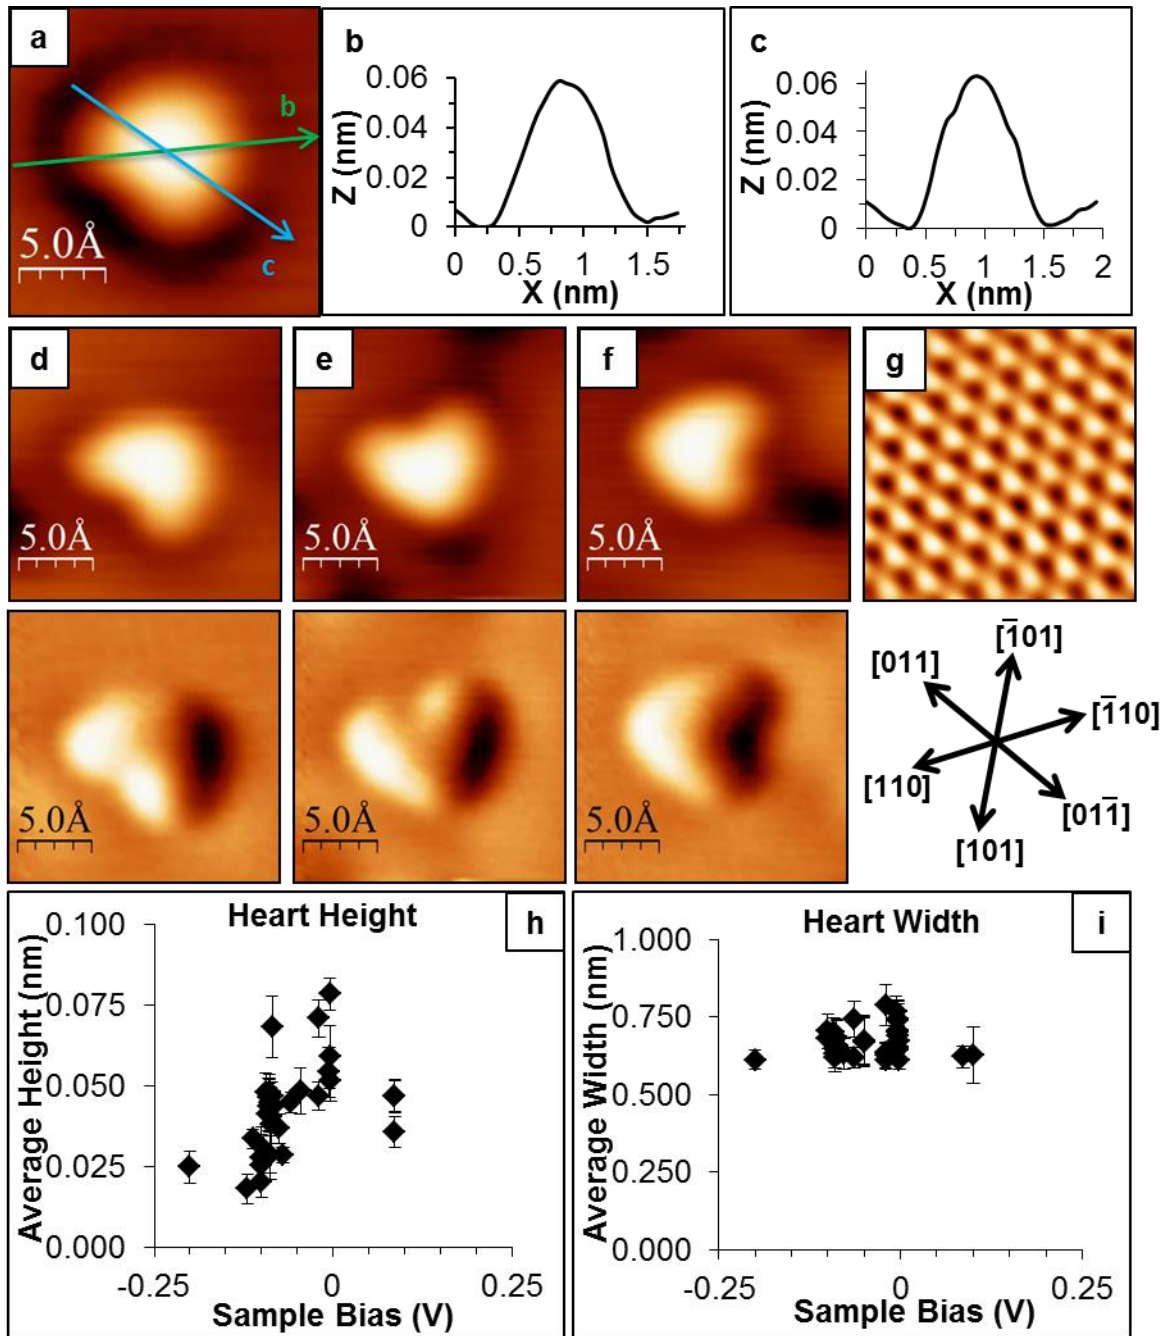 a
b
c
5.0Å
b
Z (nm)
0.06
0.04
0.02
0
0 0.5 1 1.5
X (nm)
c
Z (nm)
0.06
0.04
0.02
0
0 0.5 1 1.5 2
X (nm)
d
5.0Å
e
5.0Å
f
5.0Å
g
5.0Å
5.0Å
5.0Å
[1̅01]
[011]
[1̅10]
[110]
[011̅]
[101]
Heart Height
h
Average Height (nm)
0.100
0.075
0.050
0.025
0.000
-0.25 0 0.25
Sample Bias (V)
Heart Width
i
Average Width (nm)
1.000
0.750
0.500
0.250
0.000
-0.25 0 0.25
Sample Bias (V)